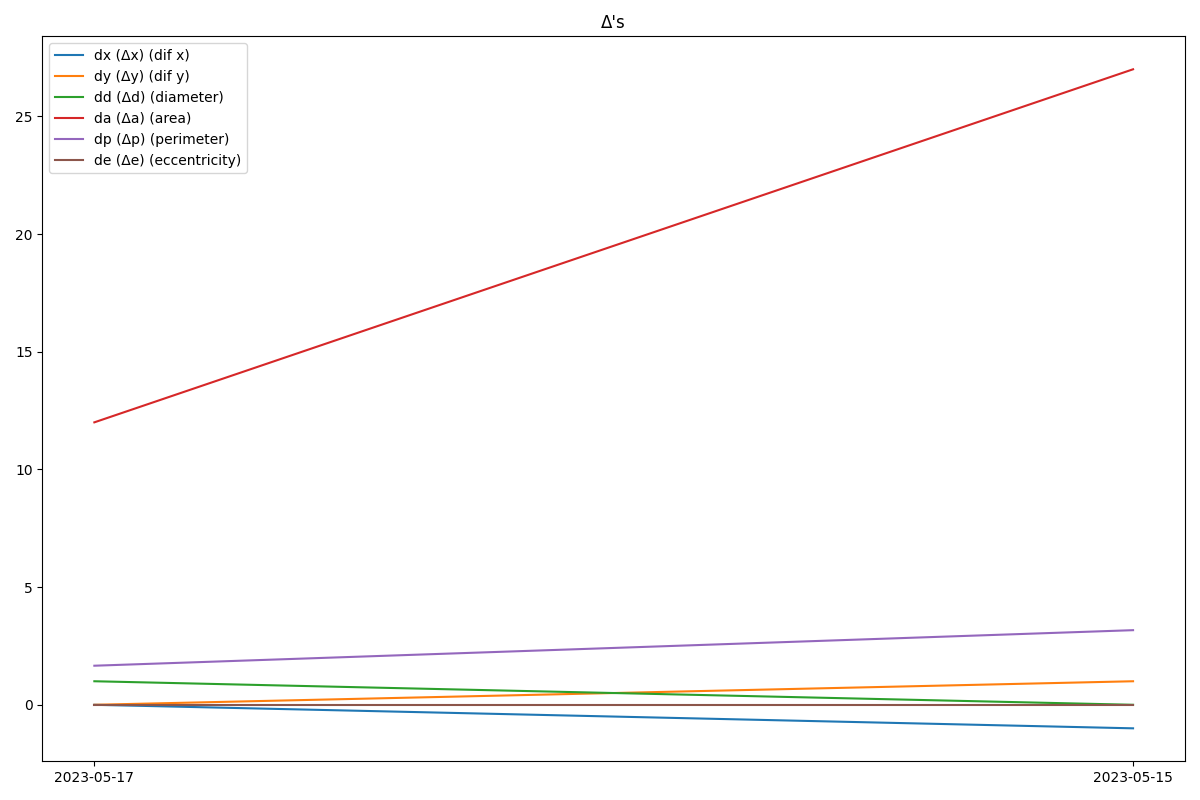 Δ's
dx (Δx) (dif x)
dy (Δy) (dif y)
dd (Δd) (diameter)
da (Δa) (area)
dp (Δp) (perimeter)
de (Δe) (eccentricity)
25
20
15
10
5
0
2023-05-17
2023-05-15